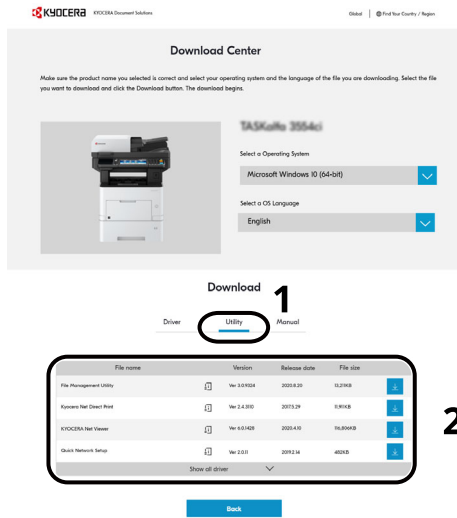 KYOCERA KYOCERA Document Solutions
Global Find Your Country / Region
Download Center
Make sure the product name you selected is correct and select your operating system and the language of the file you are downloading. Select the file
you want to download and click the Download button. The download begins.
Select a Operating System
Microsoft Windows 10 (64-bit)
Select a OS Language
English
Download
1
Driver Utility Manual
File name Version Release date File size
File Management Utility Ver 3.0.9324 2020.8.20
Kyocera Net Direct Print Ver 2.4.3110 2017.5.29 11,911KB
KYOCERA Net Viewer Ver 6.0.1428 2020.4.10 116,806KB
2
Quick Network Setup Ver 2.0.11 2019.2.14 482KB
Show all driver
Back